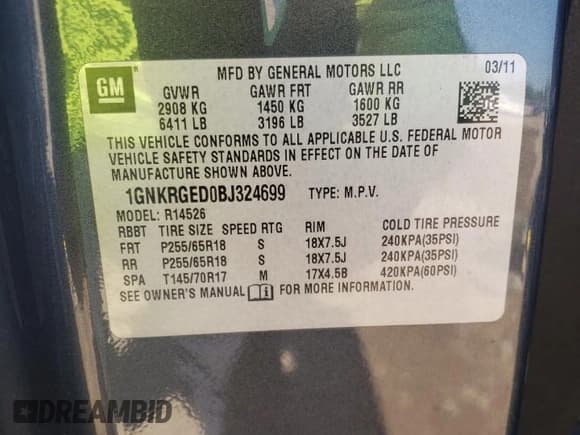 GM ®
MFD BY GENERAL MOTORS LLC 03/11
GVWR GAWR FRT GAWR RR
2908 KG 1450 KG 1600 KG
6411 LB 3196 LB 3527 LB
THIS VEHICLE CONFORMS TO ALL APPLICABLE U.S. FEDERAL MOTOR
VEHICLE SAFETY STANDARDS IN EFFECT ON THE DATE OF
MANUFACTURE SHOWN ABOVE.
1GNKRGED0BJ324699 TYPE: M.P.V.
MODEL: R14526
RBBT TIRE SIZE SPEED RTG RIM COLD TIRE PRESSURE
FRT P255/65R18 S 18X7.5J 240KPA(35PSI)
RR P255/65R18 S 18X7.5J 240KPA(35PSI)
SPA T145/70R17 M 17X4.5B 420KPA(60PSI)
SEE OWNER'S MANUAL FOR MORE INFORMATION.
DREAMBID